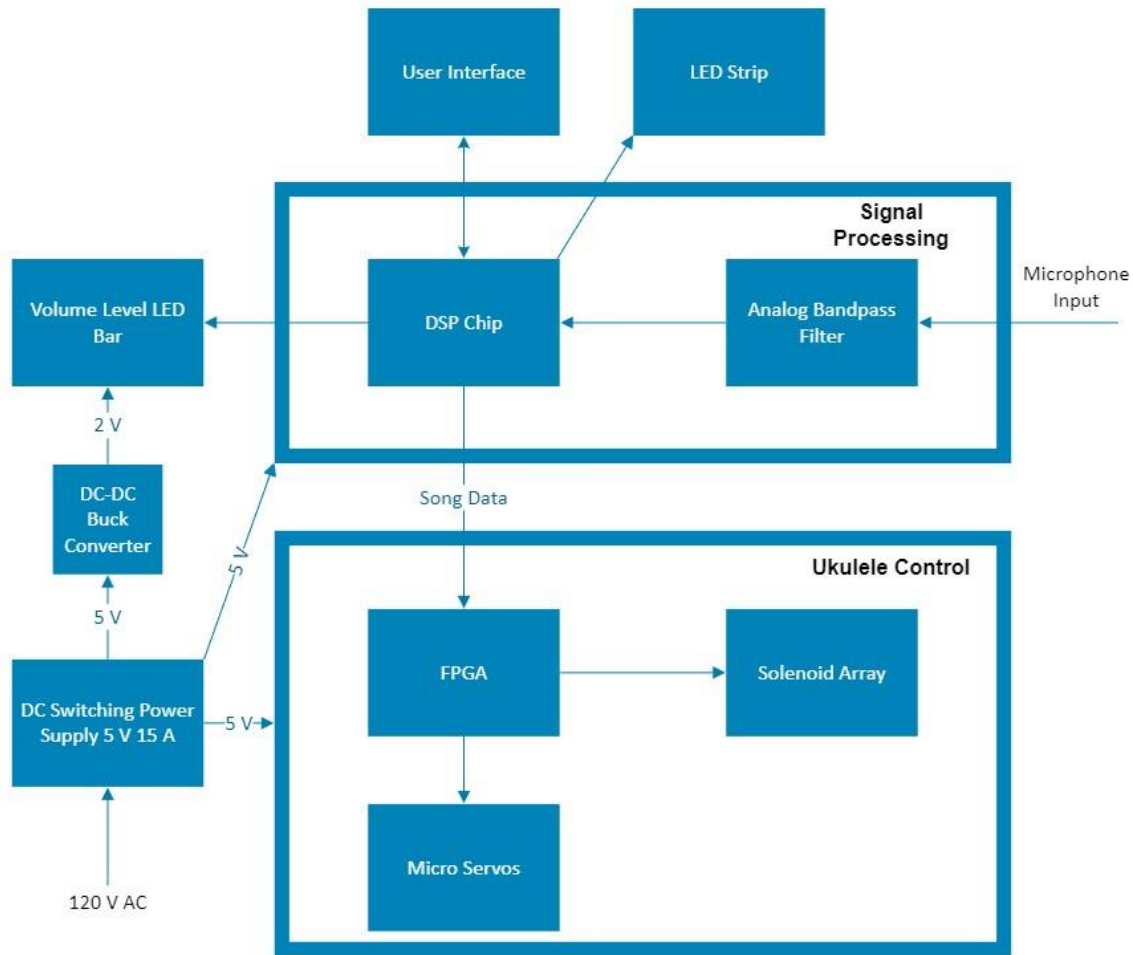 User Interface
LED Strip
Signal
Processing
Microphone
Input
Volume Level LED
Bar
DSP Chip
Analog Bandpass
Filter
2 V
DC-DC
Buck
Converter
Song Data
5 V
5 V
Ukulele Control
FPGA
Solenoid Array
DC Switching Power
Supply 5 V 15 A
5 V
Micro Servos
120 V AC